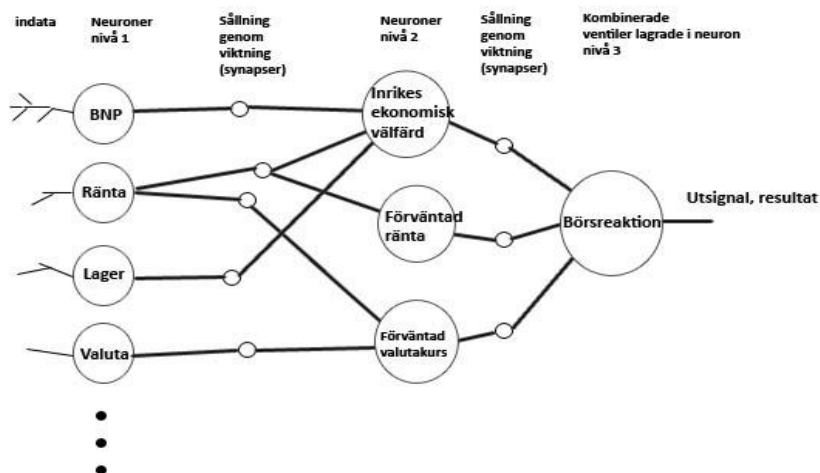 indata
Neuroner
nivå 1
Sållning
genom
viktning
(synapser)
Neuroner
nivå 2
Sållning
genom
viktning
(synapser)
Kombinerade
ventiler lagrade i neuron
nivå 3
BNP
Ränta
Lager
Valuta
Inrikes
ekonomisk
välfärd
Förväntad
ränta
Förväntad
valutakurs
Börsreaktion
Utsignal, resultat